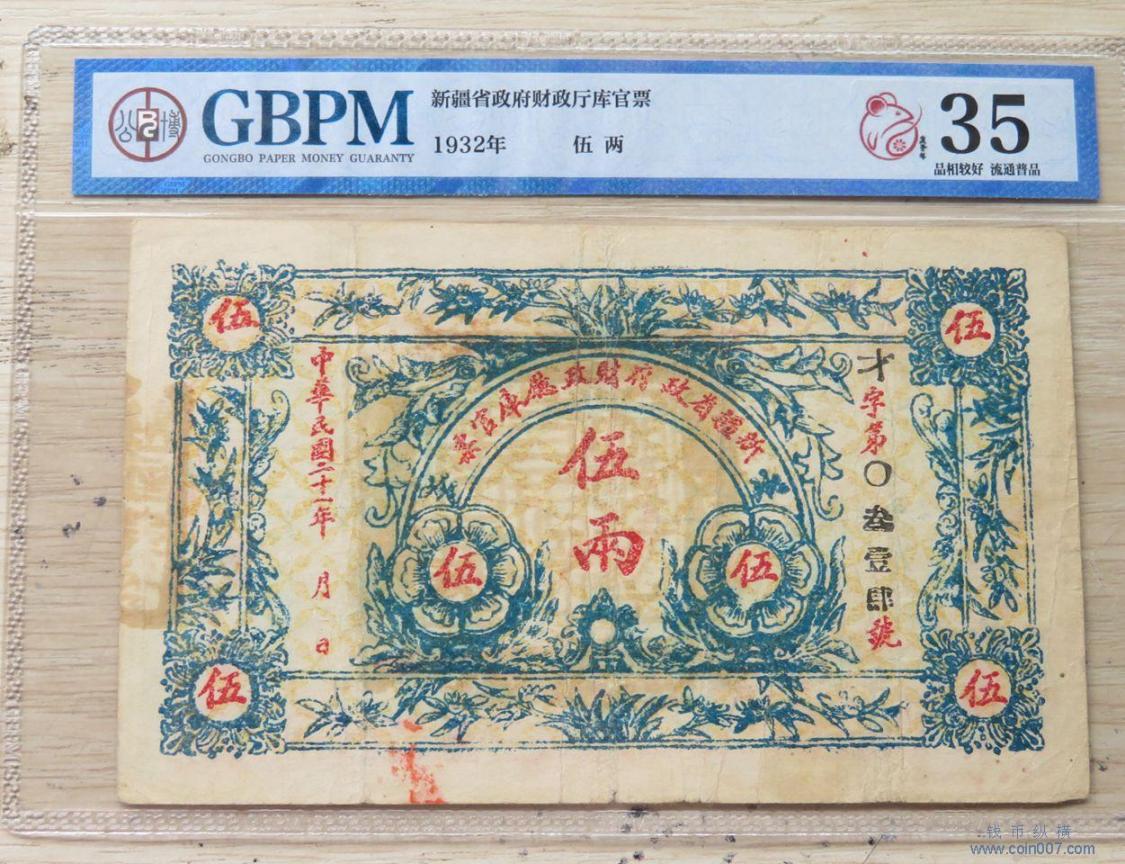 公博
GBPM
GONGBO PAPER MONEY GUARANTY
新疆省政府财政厅库官票
1932年 伍 两
35
品相较好 流通普品
伍
伍
票官庫廳政財府政省疆新
伍兩
伍
伍
才字第〇叁壹肆號
中華民國二十一年 月 日
伍
伍
钱币纵横
www.coin007.com